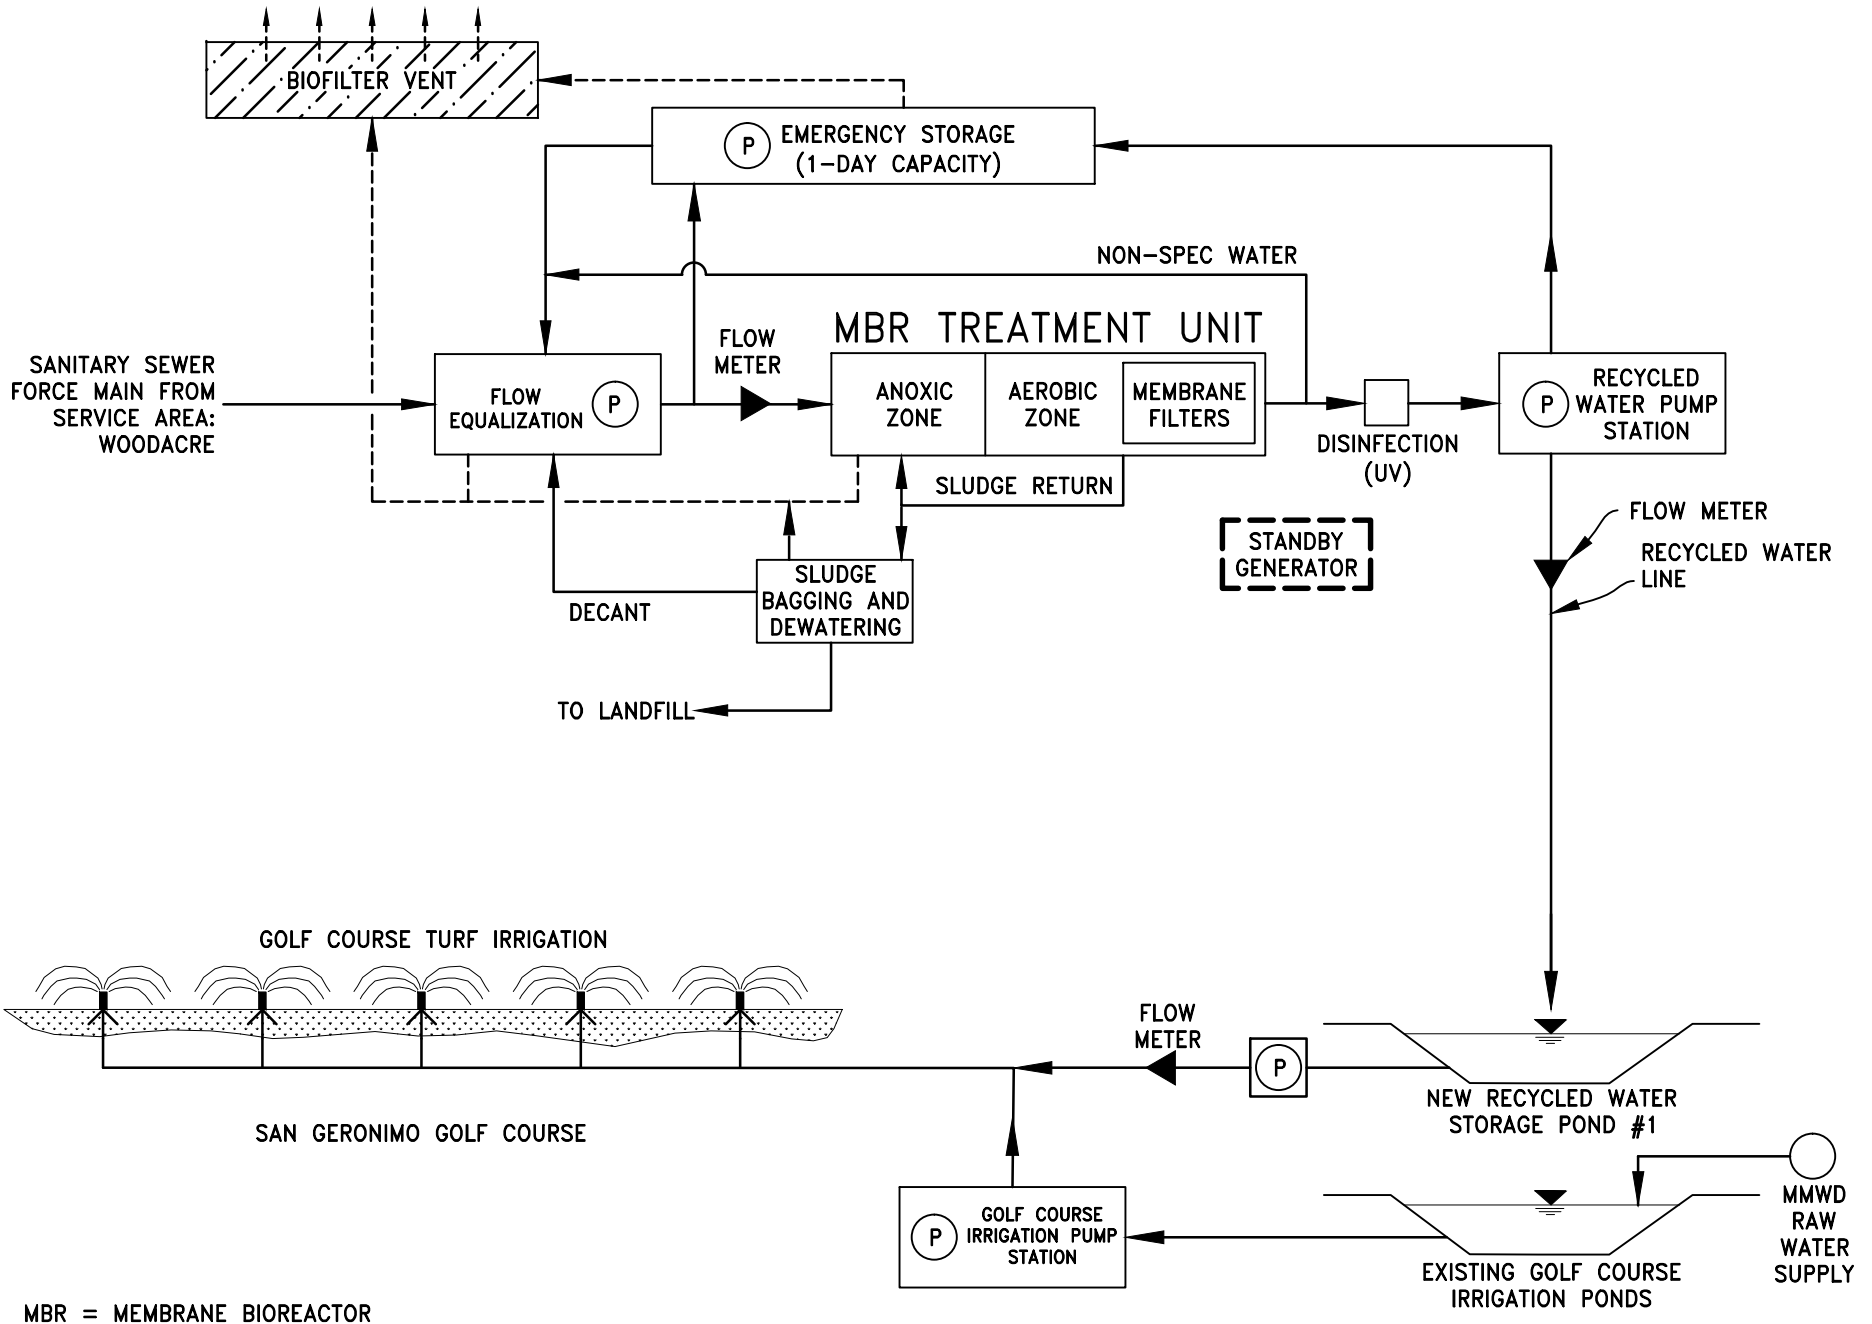 BIOFILTER VENT
P
EMERGENCY STORAGE
(1-DAY CAPACITY)
NON-SPEC WATER
MBR TREATMENT UNIT
FLOW
METER
SANITARY SEWER
FORCE MAIN FROM
SERVICE AREA:
WOODACRE
FLOW
EQUALIZATION
P
ANOXIC
ZONE
AEROBIC
ZONE
MEMBRANE
FILTERS
DISINFECTION
(UV)
P
RECYCLED
WATER PUMP
STATION
SLUDGE RETURN
FLOW METER
RECYCLED WATER
LINE
STANDBY
GENERATOR
SLUDGE
BAGGING AND
DEWATERING
DECANT
TO LANDFILL
GOLF COURSE TURF IRRIGATION
FLOW
METER
P
NEW RECYCLED WATER
STORAGE POND #1
SAN GERONIMO GOLF COURSE
P
GOLF COURSE
IRRIGATION PUMP
STATION
MMWD
RAW
WATER
SUPPLY
EXISTING GOLF COURSE
IRRIGATION PONDS
MBR = MEMBRANE BIOREACTOR